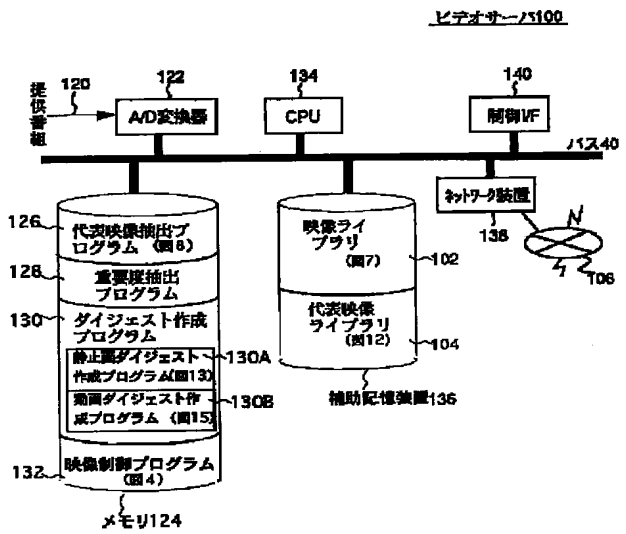 ビデオサーバ100
提供番組
120
122
134
140
A/D変換器
CPU
制御I/F
バス40
ネットワーク装置
138
N
106
126
代表映像抽出プ
ログラム (図8)
128
重要度抽出
プログラム
130
ダイジェスト作成
プログラム
静止画ダイジェスト
作成プログラム(図13)
130A
動画ダイジェスト作
成プログラム (図15)
130B
132
映像制御プログラム
(図4)
メモリ124
映像ライ
ブラリ
(図7)
102
代表映像
ライブラリ
(図12)
104
補助記憶装置136